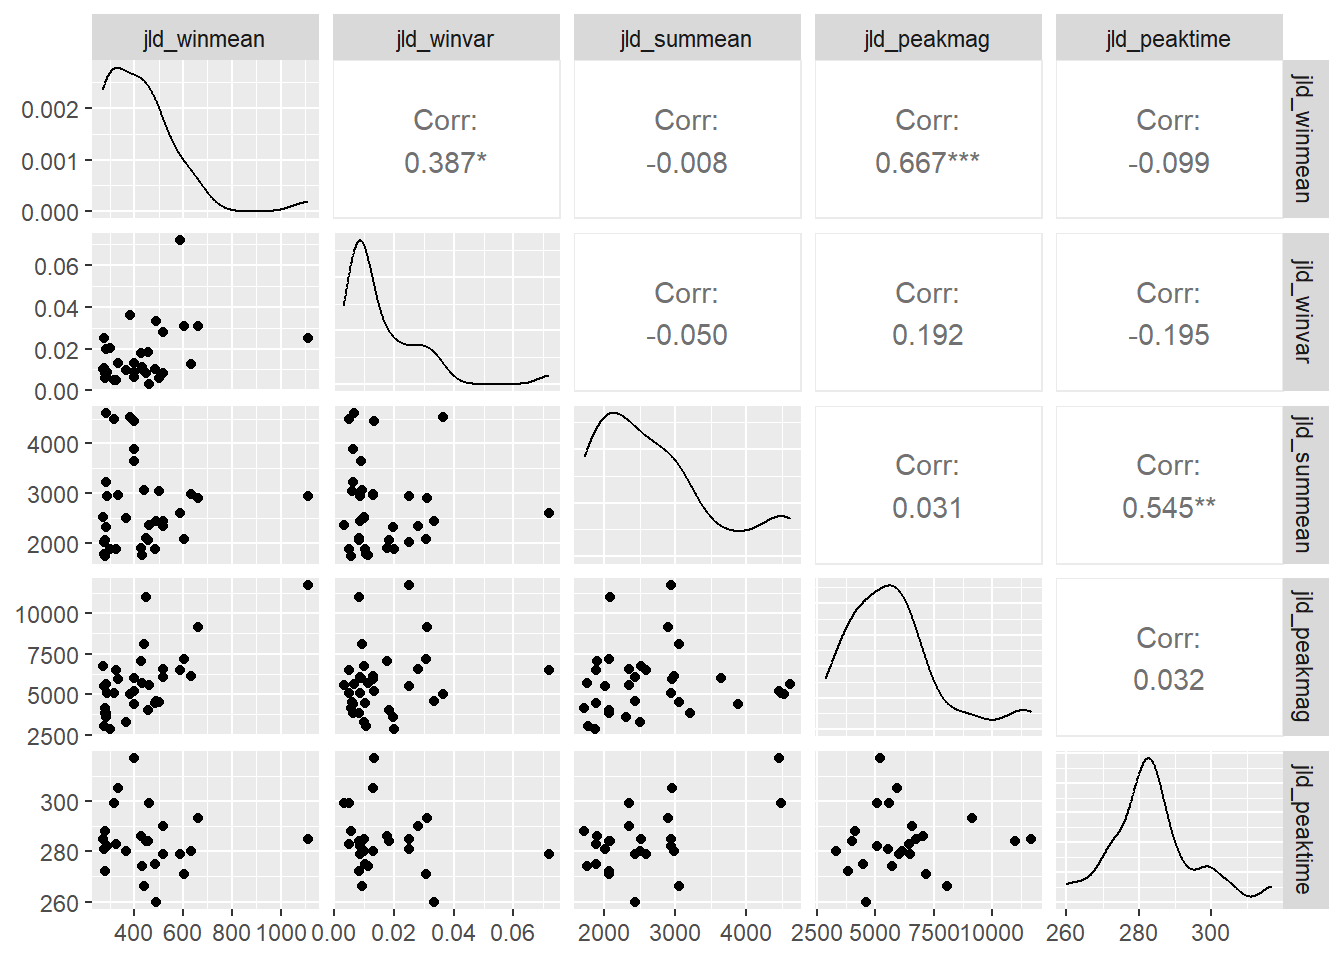 jld_winmean jld_winvar jld_summean jld_peakmag jld_peaktime
0.002
0.001
0.000
Corr:
0.387*
Corr:
-0.008
Corr:
0.667***
Corr:
-0.099
jld_winmean
0.06
0.04
0.02
0.00
Corr:
-0.050
Corr:
0.192
Corr:
-0.195
jld_winvar
4000
3000
2000
Corr:
0.031
Corr:
0.545**
jld_summean
10000
7500
5000
2500
Corr:
0.032
jld_peakmag
300
280
260
jld_peaktime
400 600 800 1000 0.00 0.02 0.04 0.06 2000 3000 4000 2500 5000 7500 10000 260 280 300